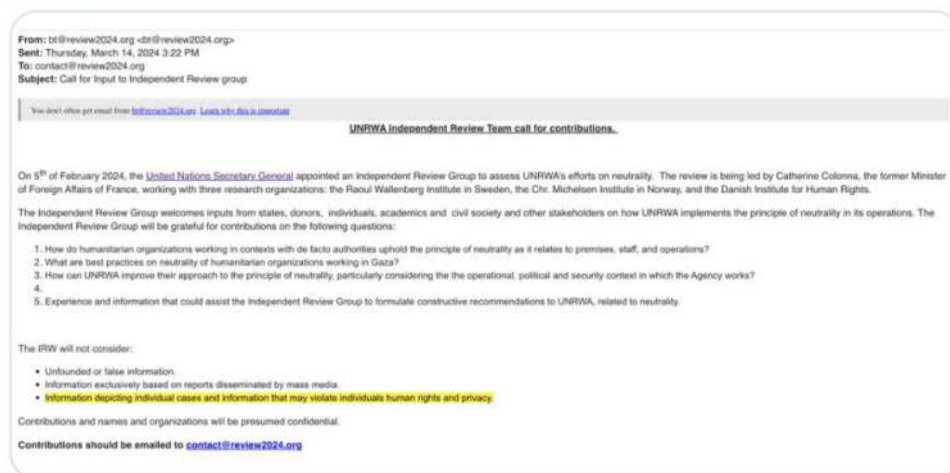 From: bt@review2024.org <bt@review2024.org>
Sent: Thursday, March 14, 2024 3:22 PM
To: contact@review2024.org
Subject: Call for Input to Independent Review group
You don't often get email from bt@review2024.org. Learn why this is important
UNRWA Independent Review Team call for contributions.
On 5th of February 2024, the United Nations Secretary General appointed an Independent Review Group to assess UNRWA's efforts on neutrality. The review is being led by Catherine Colonna, the former Minister
of Foreign Affairs of France, working with three research organizations: the Raoul Wallenberg Institute in Sweden, the Chr. Michelsen Institute in Norway, and the Danish Institute for Human Rights.
The Independent Review Group welcomes inputs from states, donors, individuals, academics and civil society and other stakeholders on how UNRWA implements the principle of neutrality in its operations. The
Independent Review Group will be grateful for contributions on the following questions:
1. How do humanitarian organizations working in contexts with de facto authorities uphold the principle of neutrality as it relates to premises, staff, and operations?
2. What are best practices on neutrality of humanitarian organizations working in Gaza?
3. How can UNRWA improve their approach to the principle of neutrality, particularly considering the the operational, political and security context in which the Agency works?
4.
5. Experience and information that could assist the Independent Review Group to formulate constructive recommendations to UNRWA, related to neutrality.
The IRW will not consider:
• Unfounded or false information.
• Information exclusively based on reports disseminated by mass media.
• Information depicting individual cases and information that may violate individuals human rights and privacy.
Contributions and names and organizations will be presumed confidential.
Contributions should be emailed to contact@review2024.org